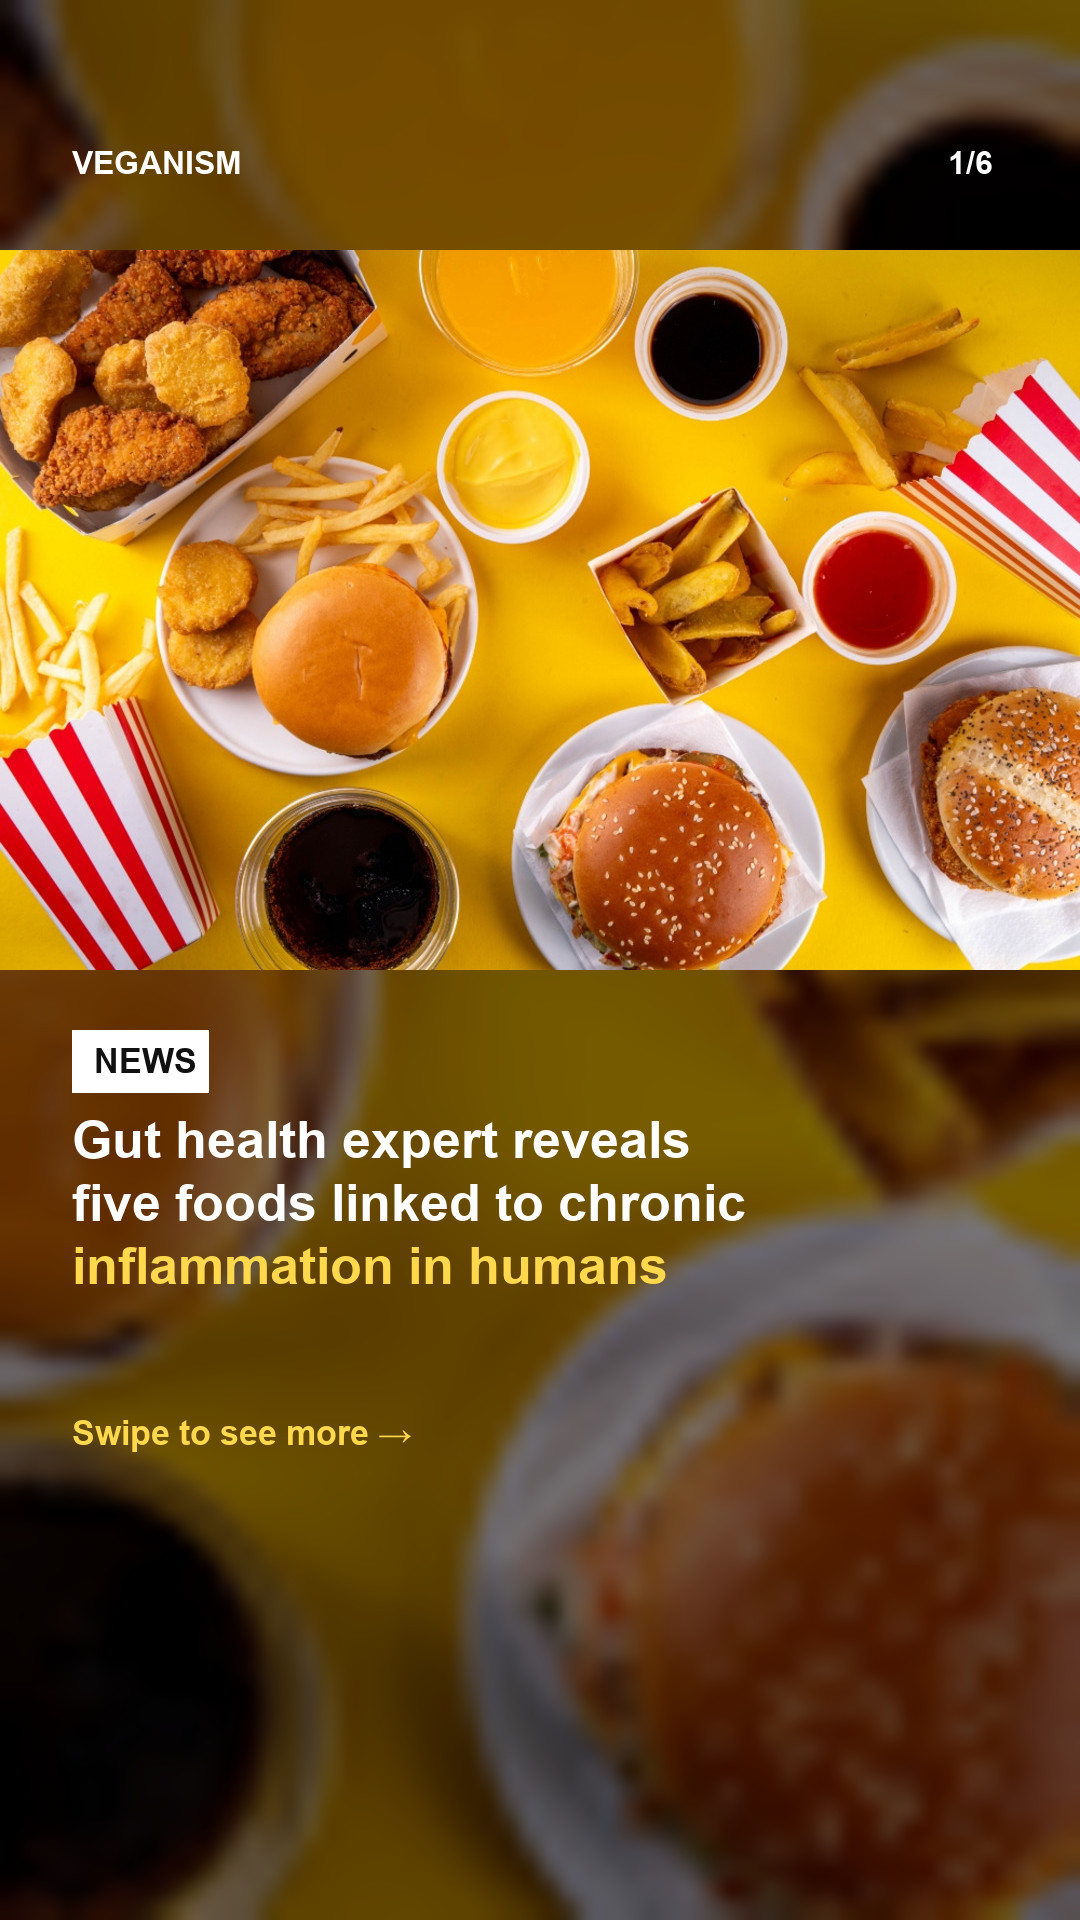 VEGANISM
1/6
NEWS
Gut health expert reveals
five foods linked to chronic
inflammation in humans
Swipe to see more →